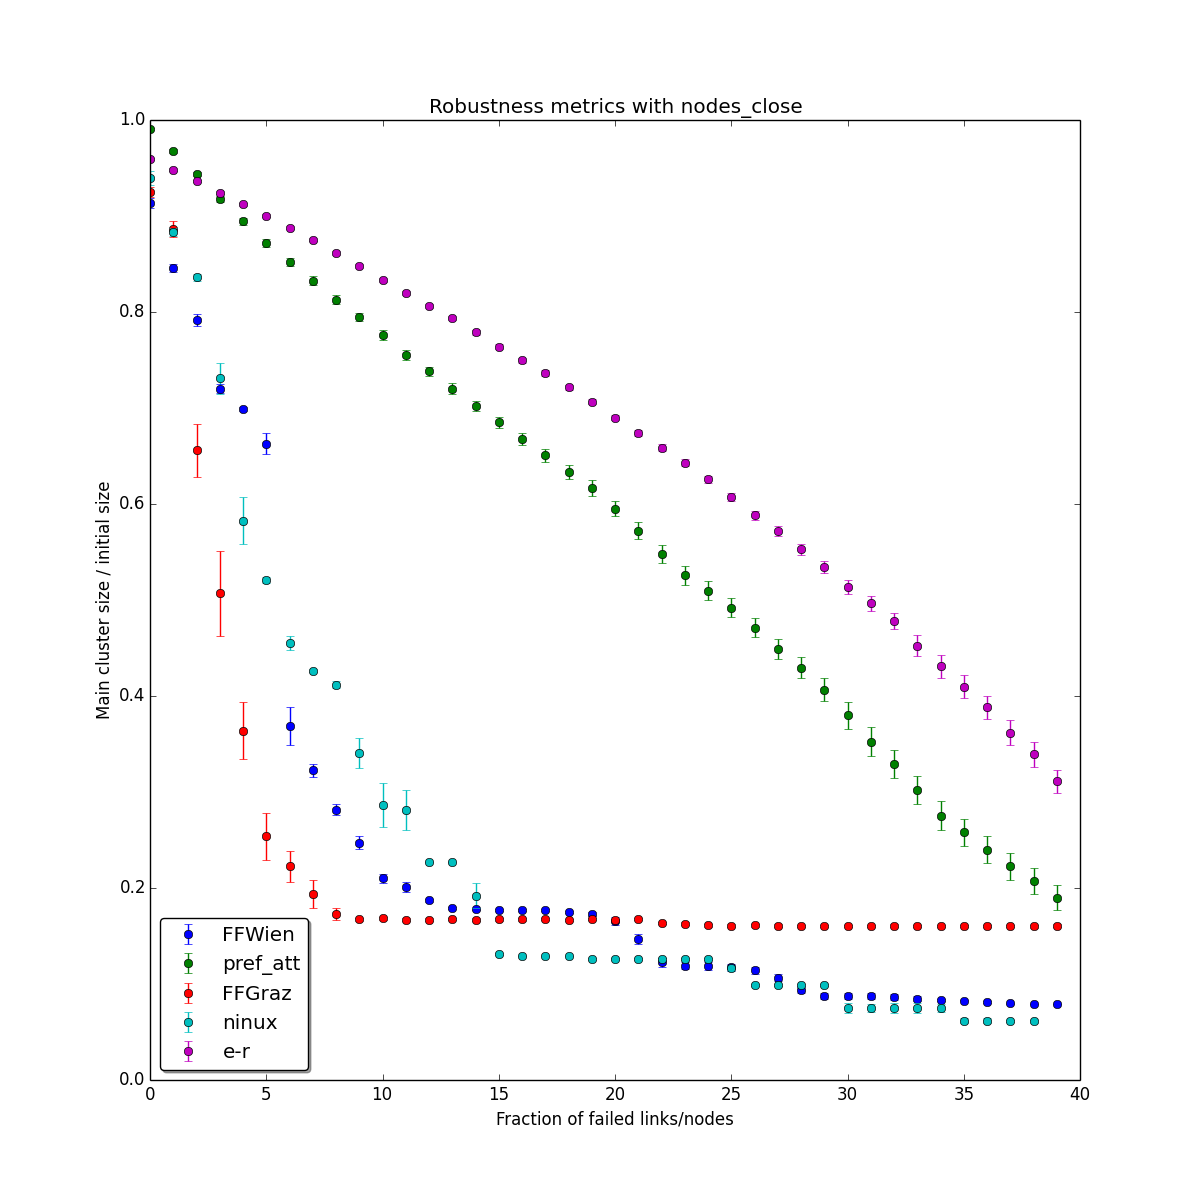 Robustness metrics with nodes_close
Main cluster size / initial size
1.0
0.8
0.6
0.4
0.2
0.0
FFWien
pref_att
FFGraz
ninux
e-r
0 5 10 15 20 25 30 35 40
Fraction of failed links/nodes